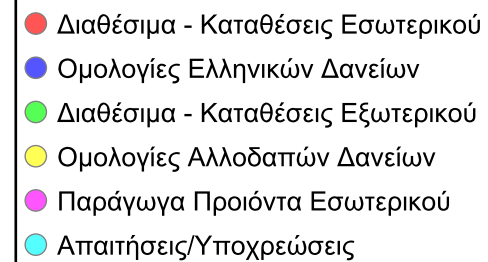 Διαθέσιμα - Καταθέσεις Εσωτερικού
Ομολογίες Ελληνικών Δανείων
Διαθέσιμα - Καταθέσεις Εξωτερικού
Ομολογίες Αλλοδαπών Δανείων
Παράγωγα Προιόντα Εσωτερικού
Απαιτήσεις/Υποχρεώσεις